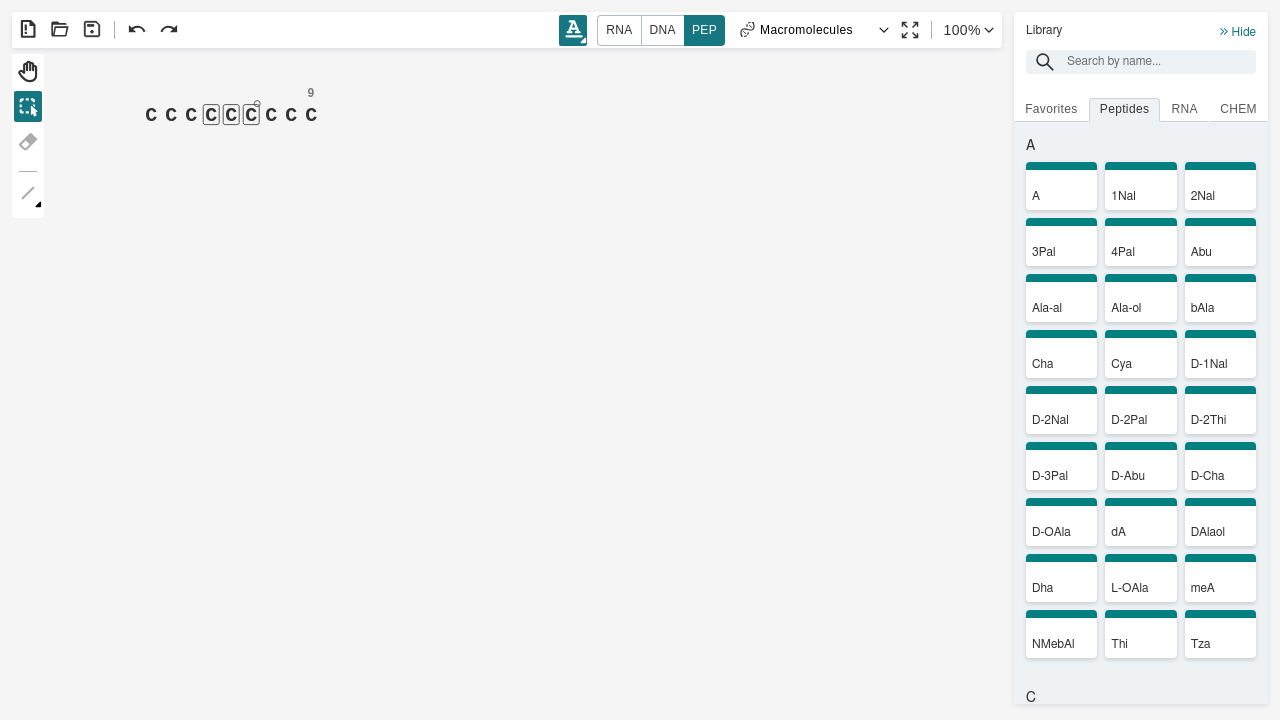 A RNA DNA PEP Macromolecules 100%
Library Hide
Search by name...
Favorites Peptides RNA CHEM
9
C C C C C C C C C
A
A 1Nal 2Nal
3Pal 4Pal Abu
Ala-al Ala-ol bAla
Cha Cya D-1Nal
D-2Nal D-2Pal D-2Thi
D-3Pal D-Abu D-Cha
D-OAla dA DAlaol
Dha L-OAla meA
NMebAl Thi Tza
C